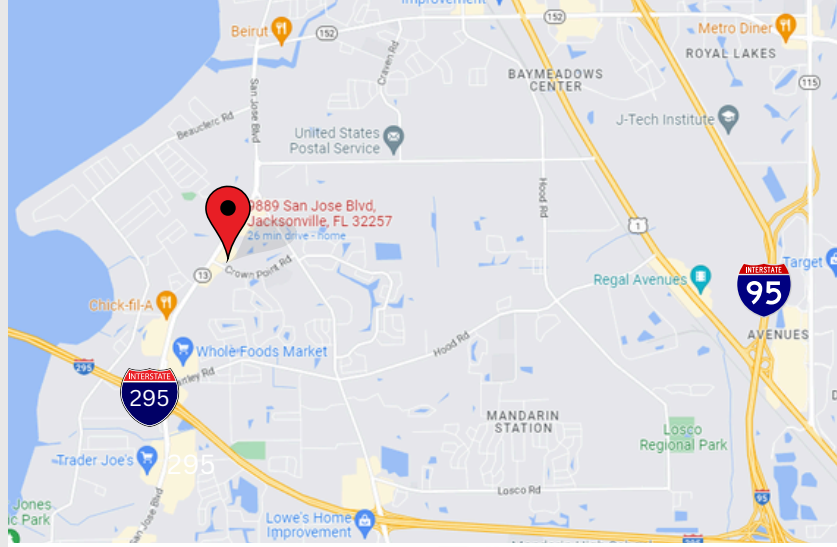 Improvement
152
Beirut
152
Metro Diner
ROYAL LAKES
Craven Rd
BAYMEADOWS
CENTER
115
San Jose Blvd
Beauclerc Rd
J-Tech Institute
United States
Postal Service
Hood Rd
9889 San Jose Blvd,
Jacksonville, FL 32257
26 min drive - home
1
13
Crown Point Rd
Target
Regal Avenues
INTERSTATE
95
Chick-fil-A
AVENUES
Hood Rd
Whole Foods Market
295
INTERSTATE
295
MANDARIN
STATION
Losco
Regional Park
Trader Joe's
295
Losco Rd
95
San Jose Blvd
Jones
Park
Lowe's Home
Improvement